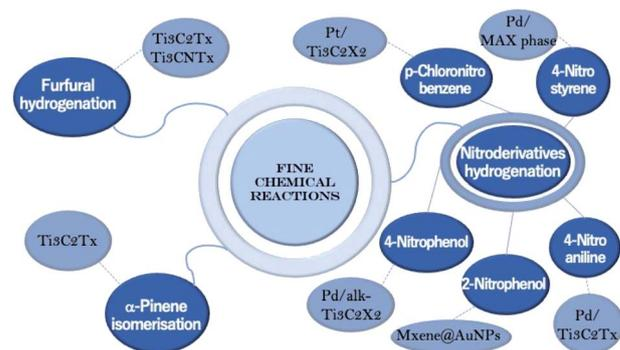 Ti3C2Tx
Ti3CNTx
Furfural
hydrogenation
Pt/
Ti3C2X2
p-Chloronitro
benzene
Pd/
MAX phase
4-Nitro
styrene
FINE
CHEMICAL
REACTIONS
Nitroderivatives
hydrogenation
Ti3C2Tx
α-Pinene
isomerisation
4-Nitrophenol
Pd/alk-
Ti3C2X2
2-Nitrophenol
Mxene@AuNPs
4-Nitro
aniline
Pd/
Ti3C2Tx